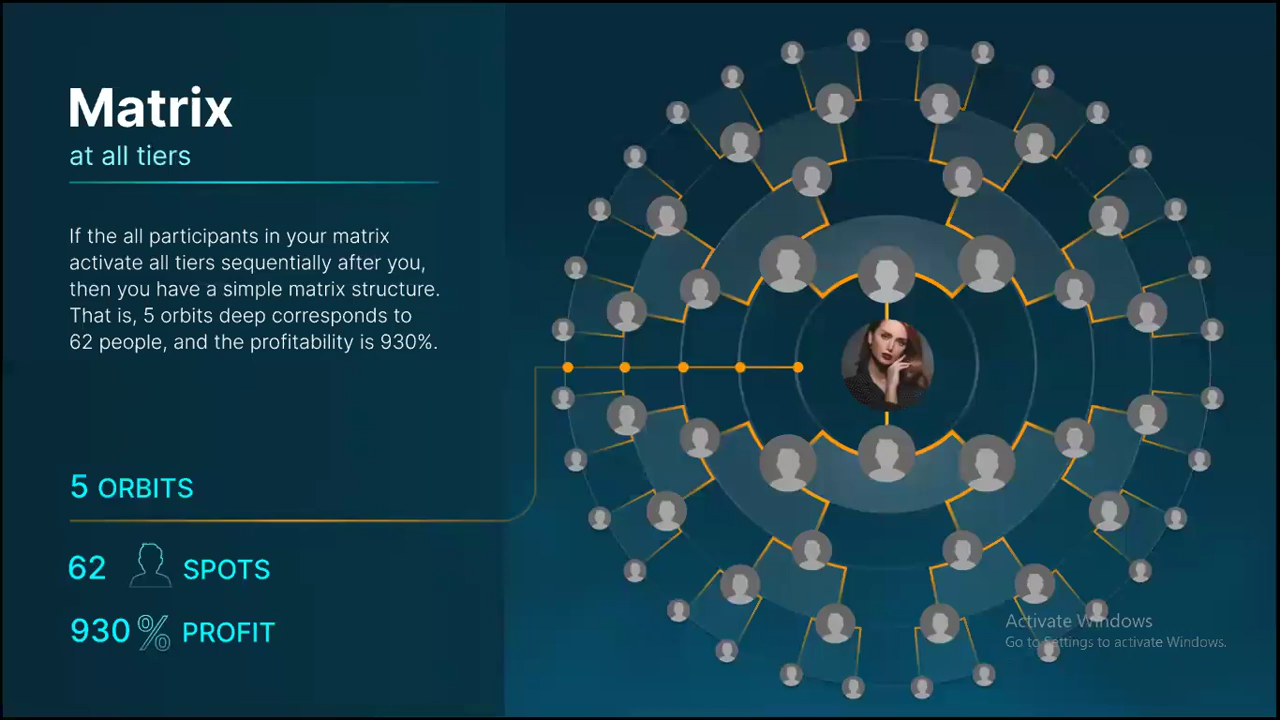 Matrix
at all tiers
If the all participants in your matrix
activate all tiers sequentially after you,
then you have a simple matrix structure.
That is, 5 orbits deep corresponds to
62 people, and the profitability is 930%.
5 ORBITS
62 SPOTS
930 % PROFIT
Activate Windows
Go to Settings to activate Windows.